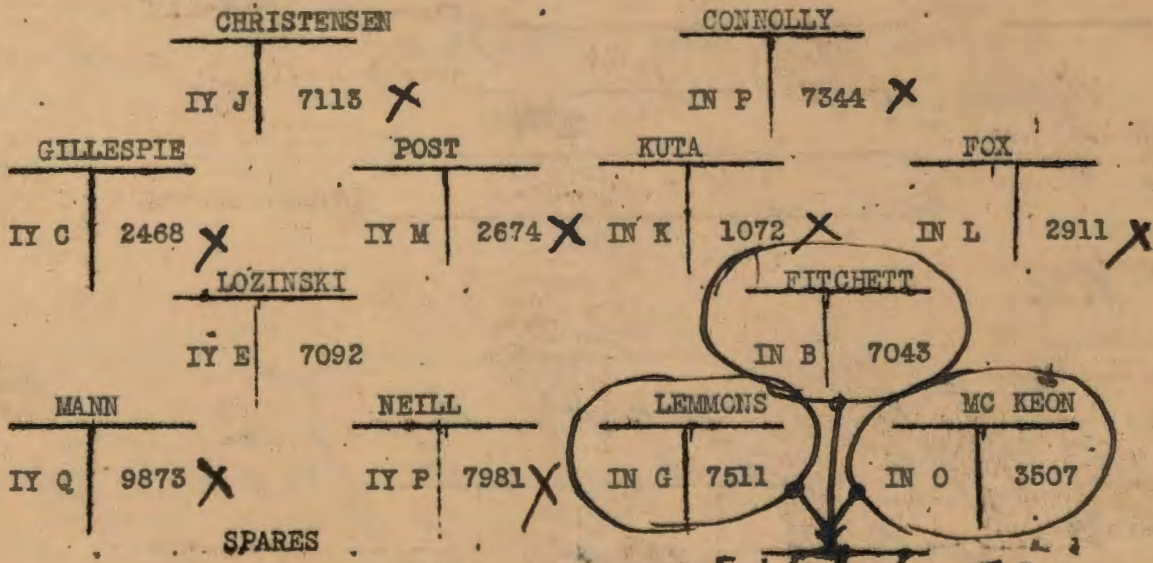 CHRISTENSEN CONNOLLY
IY J 7113 X IN P 7344 X
GILLESPIE POST KUTA FOX
IY C 2468 X IY M 2674 X IN K 1072 X IN L 2911 X
LOZINSKI FITCHETT
IY E 7092 IN B 7043
MANN NEILL LEMMONS MC KEON
IY Q 9873 X IY P 7981 X IN G 7511 IN O 3507
SPARES